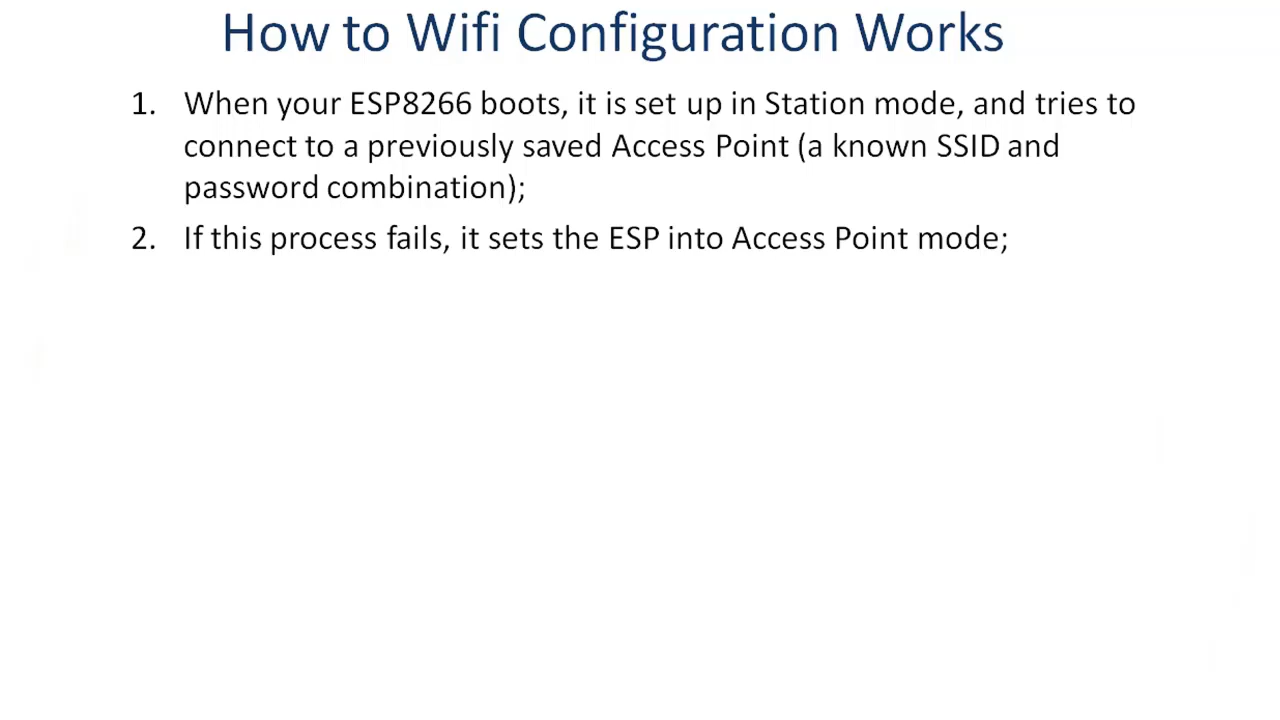 How to Wifi Configuration Works
1. When your ESP8266 boots, it is set up in Station mode, and tries to
connect to a previously saved Access Point (a known SSID and
password combination);
2. If this process fails, it sets the ESP into Access Point mode;